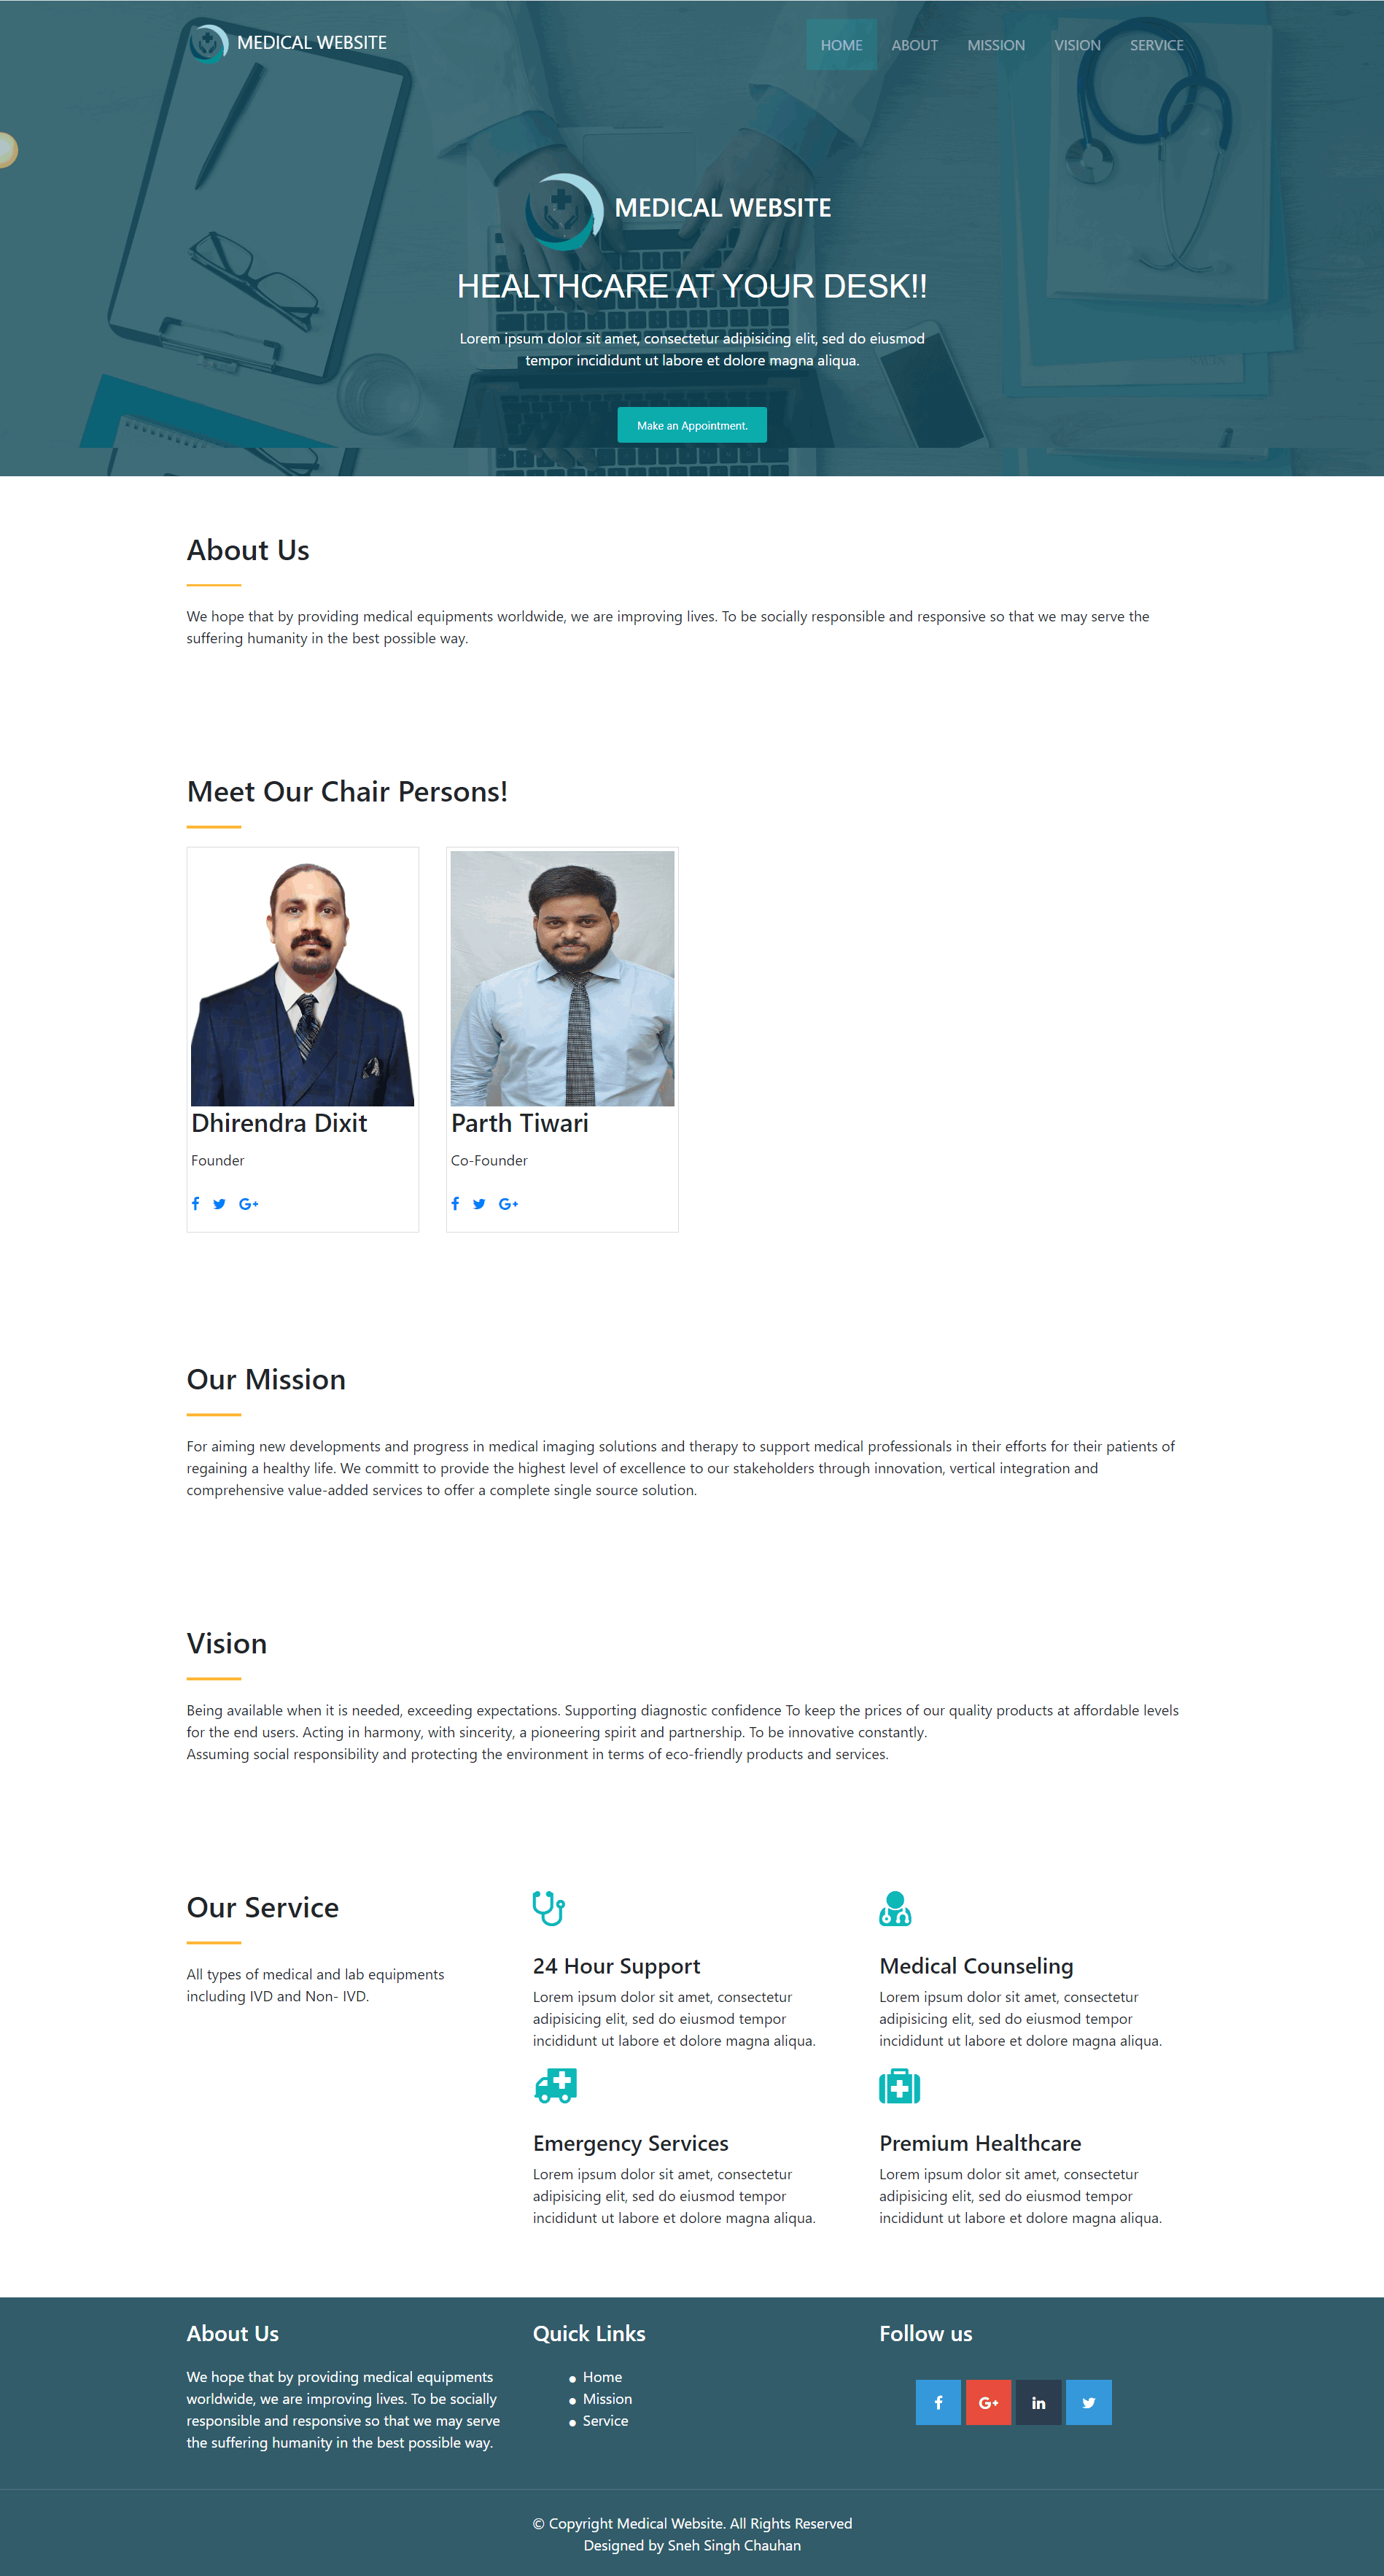 MEDICAL WEBSITE
HOME ABOUT MISSION VISION SERVICE
MEDICAL WEBSITE
HEALTHCARE AT YOUR DESK!!
Lorem ipsum dolor sit amet, consectetur adipisicing elit, sed do eiusmod
tempor incididunt ut labore et dolore magna aliqua.
Make an Appointment.
About Us
We hope that by providing medical equipments worldwide, we are improving lives. To be socially responsible and responsive so that we may serve the
suffering humanity in the best possible way.
Meet Our Chair Persons!
Dhirendra Dixit
Founder
f G+
Parth Tiwari
Co-Founder
f G+
Our Mission
For aiming new developments and progress in medical imaging solutions and therapy to support medical professionals in their efforts for their patients of
regaining a healthy life. We committ to provide the highest level of excellence to our stakeholders through innovation, vertical integration and
comprehensive value-added services to offer a complete single source solution.
Vision
Being available when it is needed, exceeding expectations. Supporting diagnostic confidence To keep the prices of our quality products at affordable levels
for the end users. Acting in harmony, with sincerity, a pioneering spirit and partnership. To be innovative constantly.
Assuming social responsibility and protecting the environment in terms of eco-friendly products and services.
Our Service
All types of medical and lab equipments
including IVD and Non- IVD.
24 Hour Support
Lorem ipsum dolor sit amet, consectetur
adipisicing elit, sed do eiusmod tempor
incididunt ut labore et dolore magna aliqua.
Medical Counseling
Lorem ipsum dolor sit amet, consectetur
adipisicing elit, sed do eiusmod tempor
incididunt ut labore et dolore magna aliqua.
Emergency Services
Lorem ipsum dolor sit amet, consectetur
adipisicing elit, sed do eiusmod tempor
incididunt ut labore et dolore magna aliqua.
Premium Healthcare
Lorem ipsum dolor sit amet, consectetur
adipisicing elit, sed do eiusmod tempor
incididunt ut labore et dolore magna aliqua.
About Us
We hope that by providing medical equipments
worldwide, we are improving lives. To be socially
responsible and responsive so that we may serve
the suffering humanity in the best possible way.
Quick Links
Home
Mission
Service
Follow us
f G+ in
© Copyright Medical Website. All Rights Reserved
Designed by Sneh Singh Chauhan